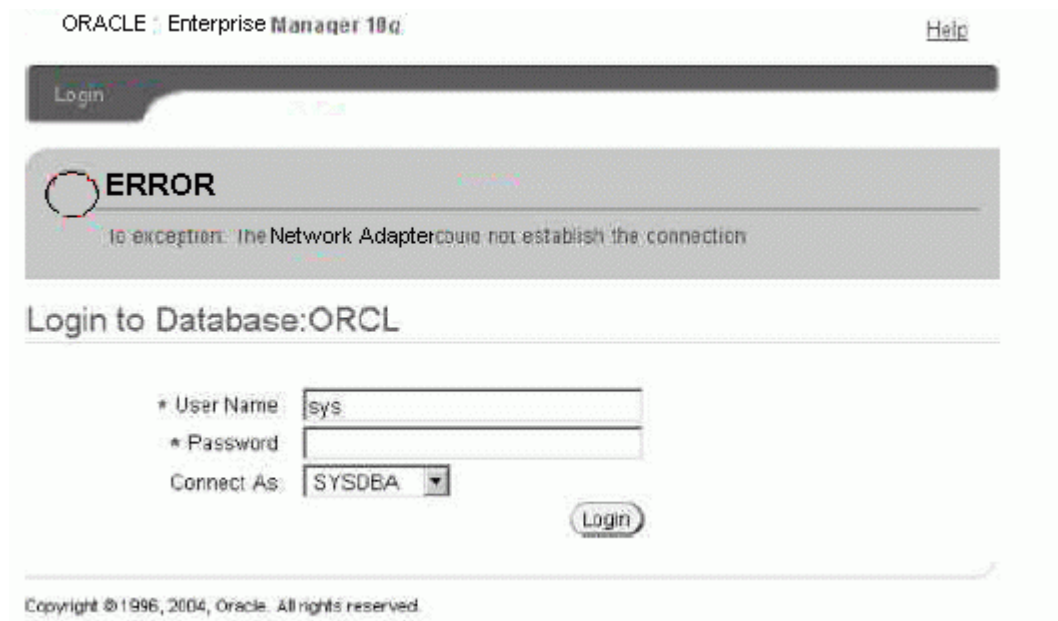 ORACLE Enterprise Manager 10g
Help
Login
ERROR
Io exception: The Network Adapter could not establish the connection
Login to Database:ORCL
* User Name sys
* Password
Connect As SYSDBA
Login
Copyright © 1996, 2004, Oracle. All rights reserved.